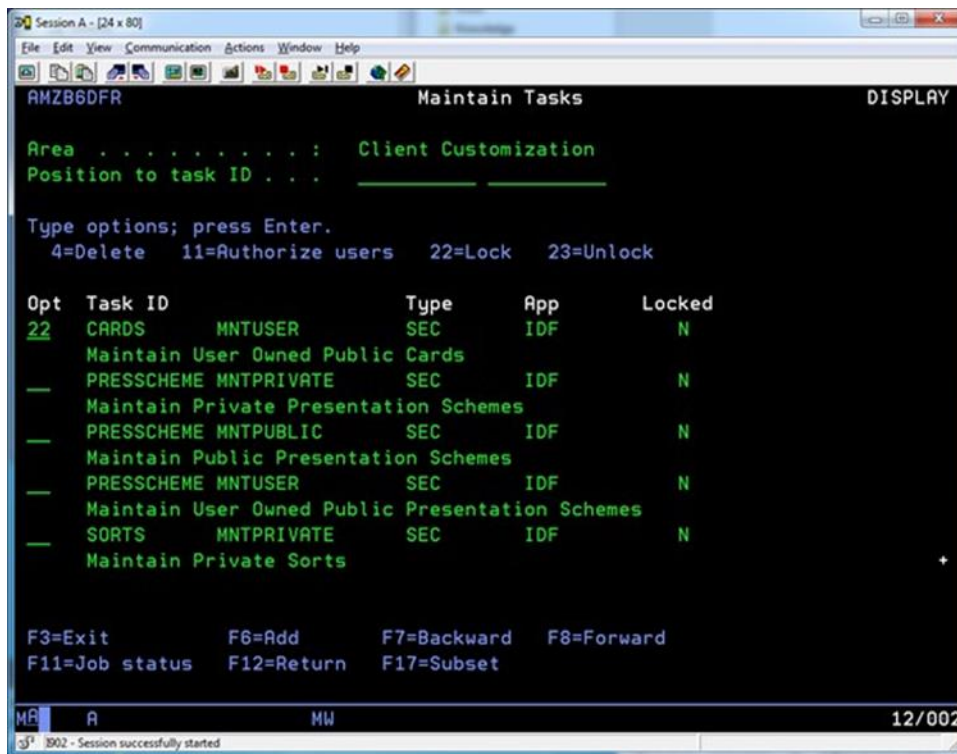 Session A - [24 x 80]
File Edit View Communication Actions Window Help
AMZB6DFR Maintain Tasks DISPLAY
Area . . . . . . . . . : Client Customization
Position to task ID . . .
Type options; press Enter.
4=Delete 11=Authorize users 22=Lock 23=Unlock
Opt Task ID Type App Locked
22 CARDS MNTUSER SEC IDF N
Maintain User Owned Public Cards
PRESSCHEME MNTPRIVATE SEC IDF N
Maintain Private Presentation Schemes
PRESSCHEME MNTPUBLIC SEC IDF N
Maintain Public Presentation Schemes
PRESSCHEME MNTUSER SEC IDF N
Maintain User Owned Public Presentation Schemes
SORTS MNTPRIVATE SEC IDF N
Maintain Private Sorts +
F3=Exit F6=Add F7=Backward F8=Forward
F11=Job status F12=Return F17=Subset
MA A MW 12/002
I902 - Session successfully started